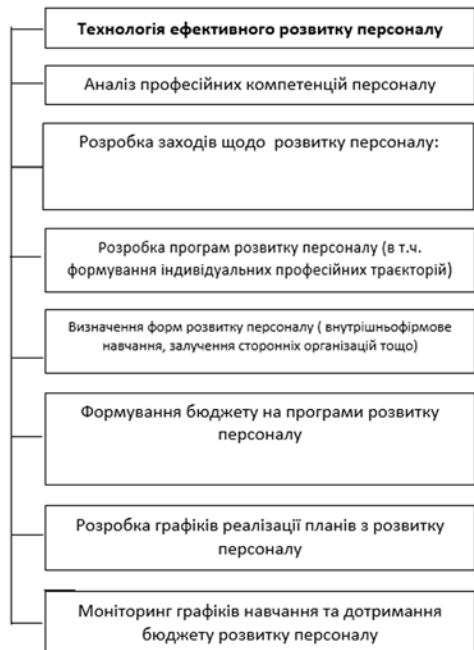 Технологія ефективного розвитку персоналу
Аналіз професійних компетенцій персоналу
Розробка заходів щодо розвитку персоналу:
Розробка програм розвитку персоналу (в т.ч.
формування індивідуальних професійних траєкторій)
Визначення форм розвитку персоналу ( внутрішньофірмове
навчання, залучення сторонніх організацій тощо)
Формування бюджету на програми розвитку
персоналу
Розробка графіків реалізації планів з розвитку
персоналу
Моніторинг графіків навчання та дотримання
бюджету розвитку персоналу